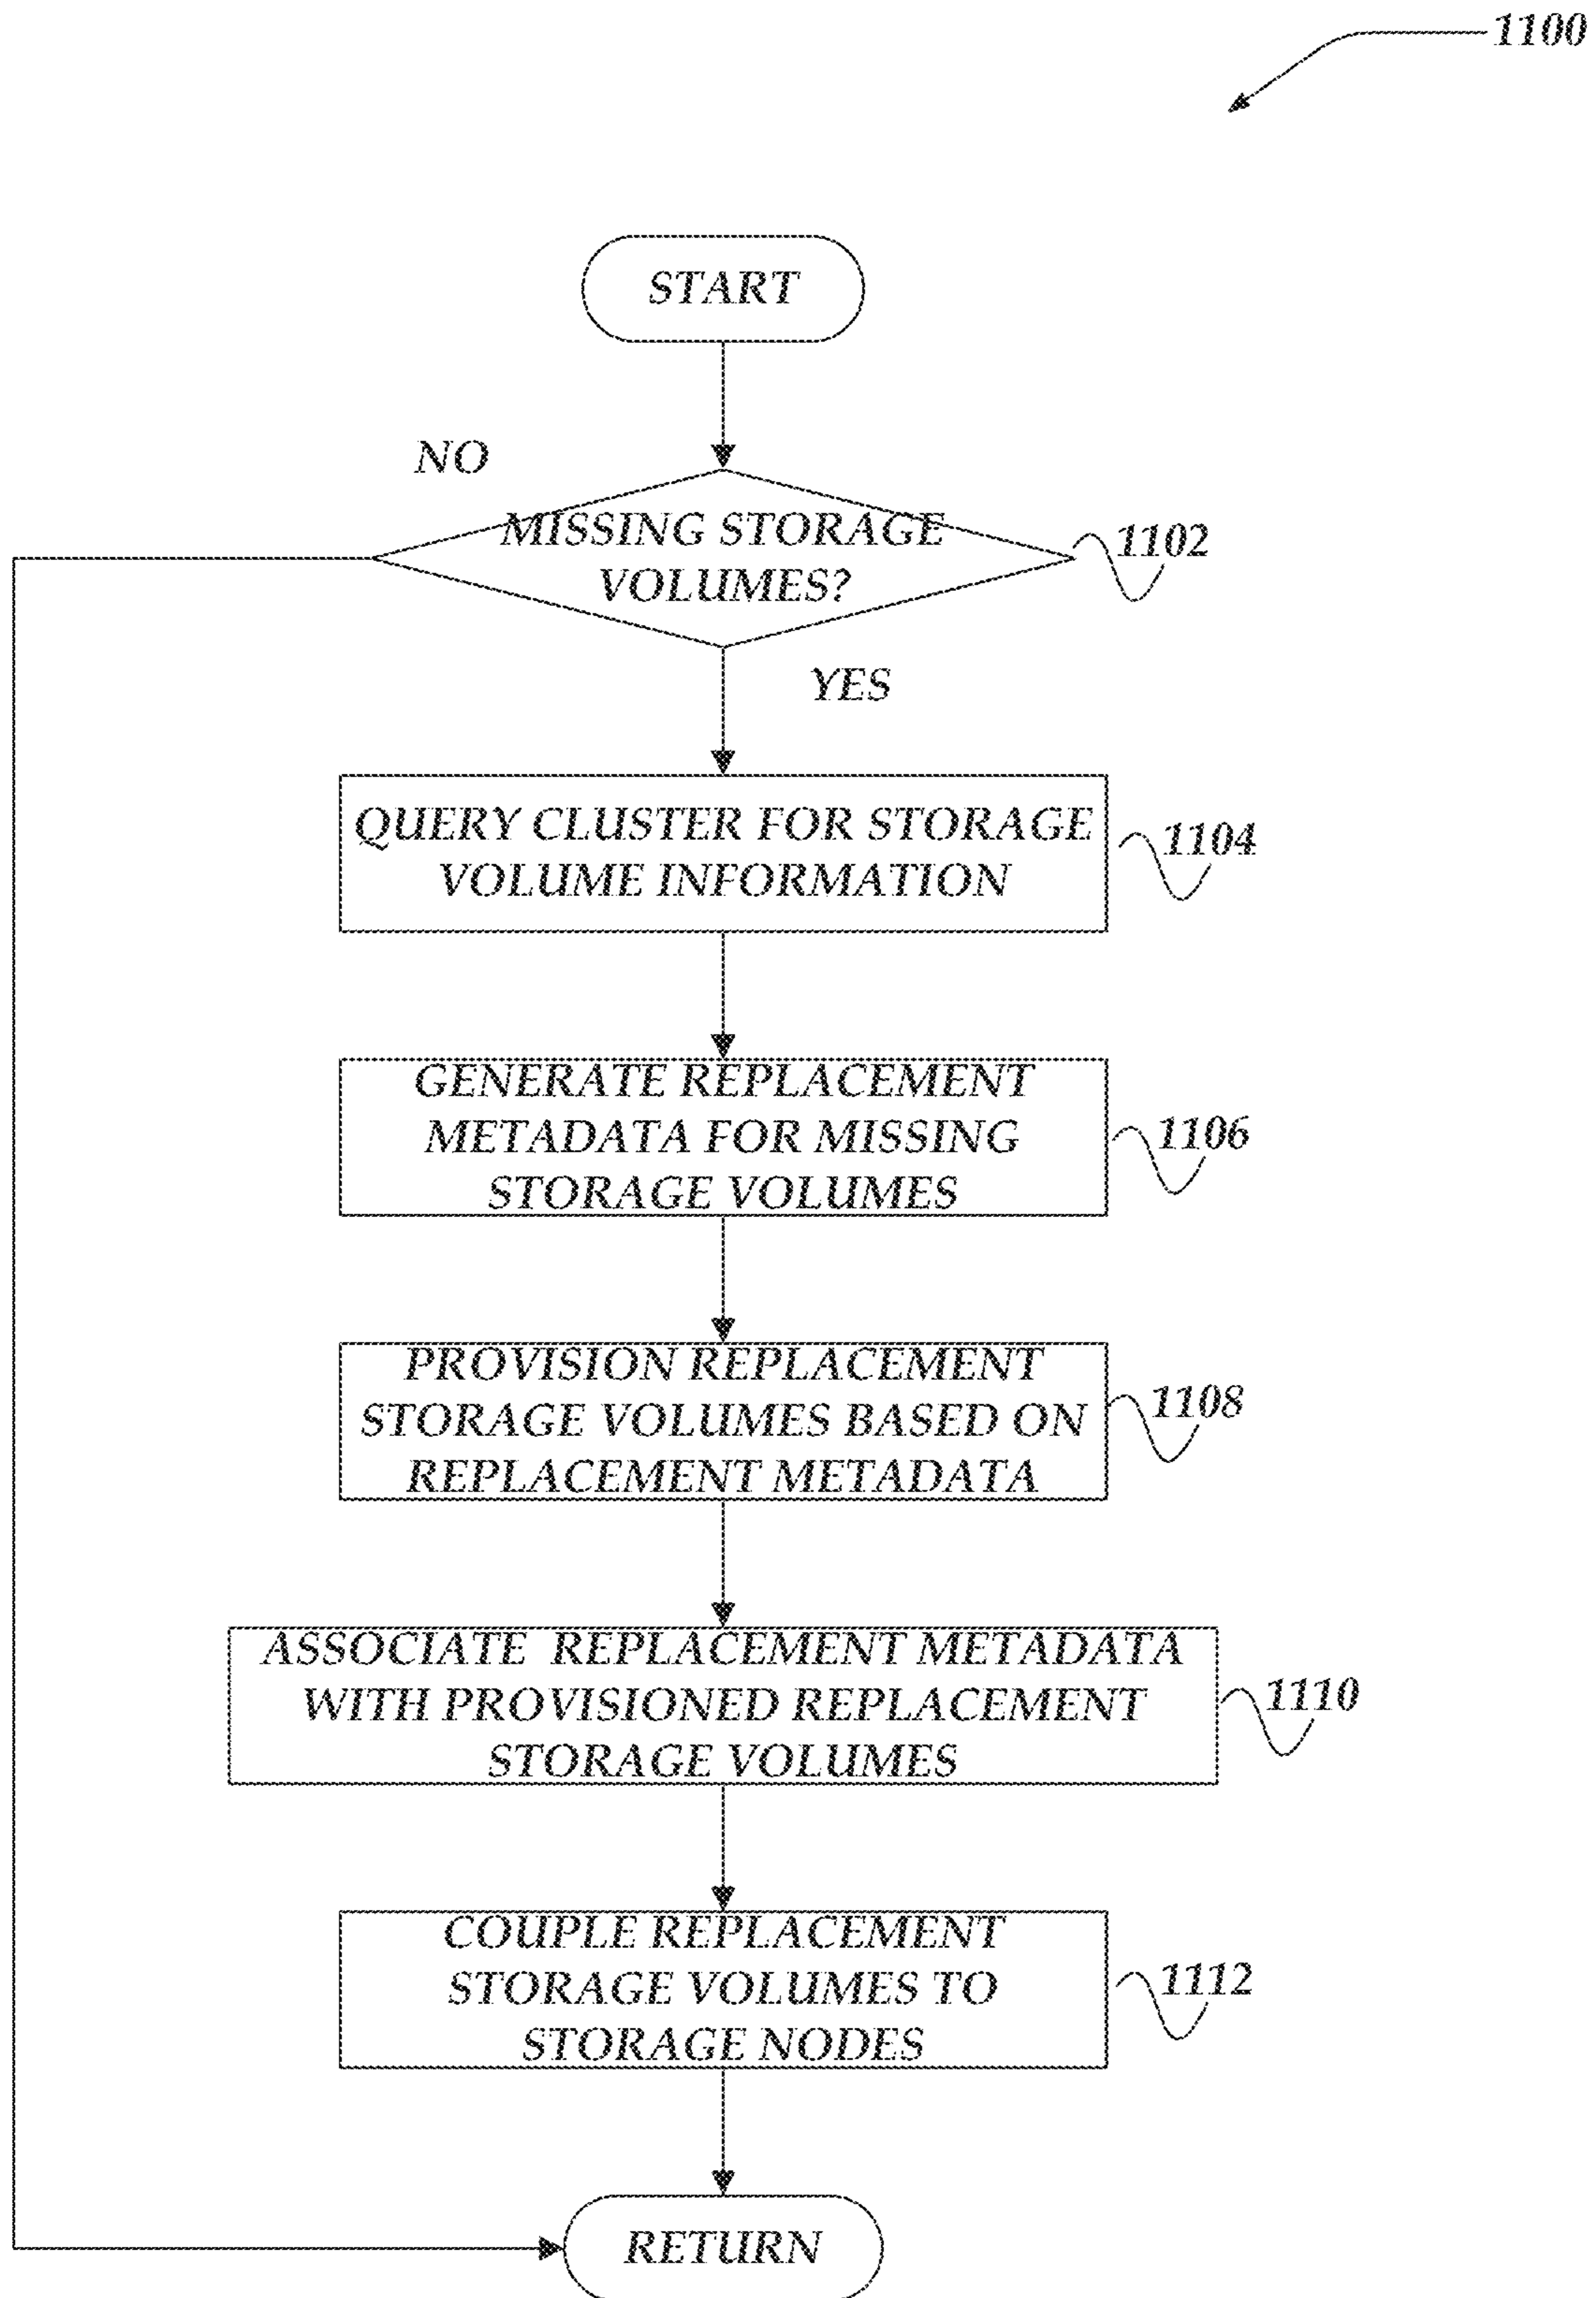 1100
START
NO
MISSING STORAGE
VOLUMES?
1102
YES
QUERY CLUSTER FOR STORAGE
VOLUME INFORMATION
1104
GENERATE REPLACEMENT
METADATA FOR MISSING
STORAGE VOLUMES
1106
PROVISION REPLACEMENT
STORAGE VOLUMES BASED ON
REPLACEMENT METADATA
1108
ASSOCIATE REPLACEMENT METADATA
WITH PROVISIONED REPLACEMENT
STORAGE VOLUMES
1110
COUPLE REPLACEMENT
STORAGE VOLUMES TO
STORAGE NODES
1112
RETURN